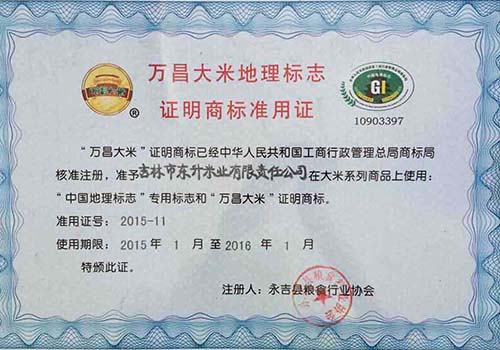 万昌大米地理标志
证明商标准用证
万昌大米
®
GI
10903397
“万昌大米”证明商标已经中华人民共和国工商行政管理总局商标局
核准注册，准予吉林市东升米业有限责任公司在大米系列商品上使用：
“中国地理标志”专用标志和“万昌大米”证明商标。
准用证号：2015-11
使用期限：2015年1月至2016年1月
特颁此证。
注册人：永吉县粮食行业协会